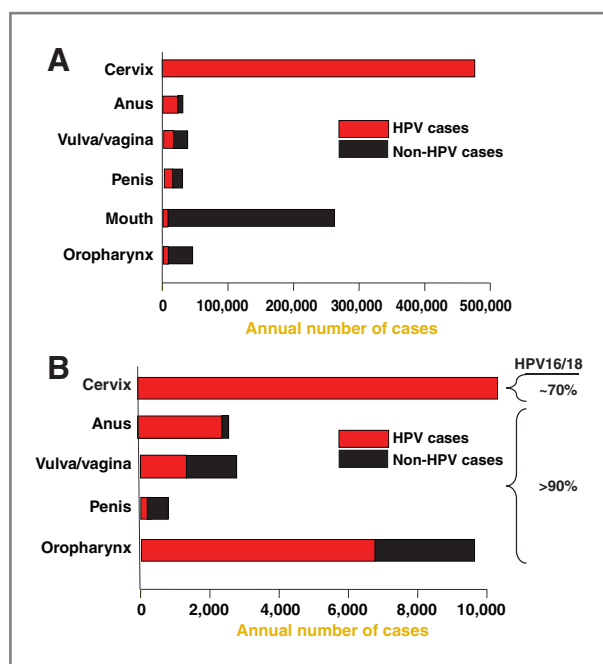 A
Cervix
Anus
Vulva/vagina
Penis
Mouth
Oropharynx
HPV cases
Non-HPV cases
0 100,000 200,000 300,000 400,000 500,000
Annual number of cases
B
HPV16/18
Cervix
~70%
Anus
Vulva/vagina
Penis
Oropharynx
HPV cases
Non-HPV cases
>90%
0 2,000 4,000 6,000 8,000 10,000
Annual number of cases